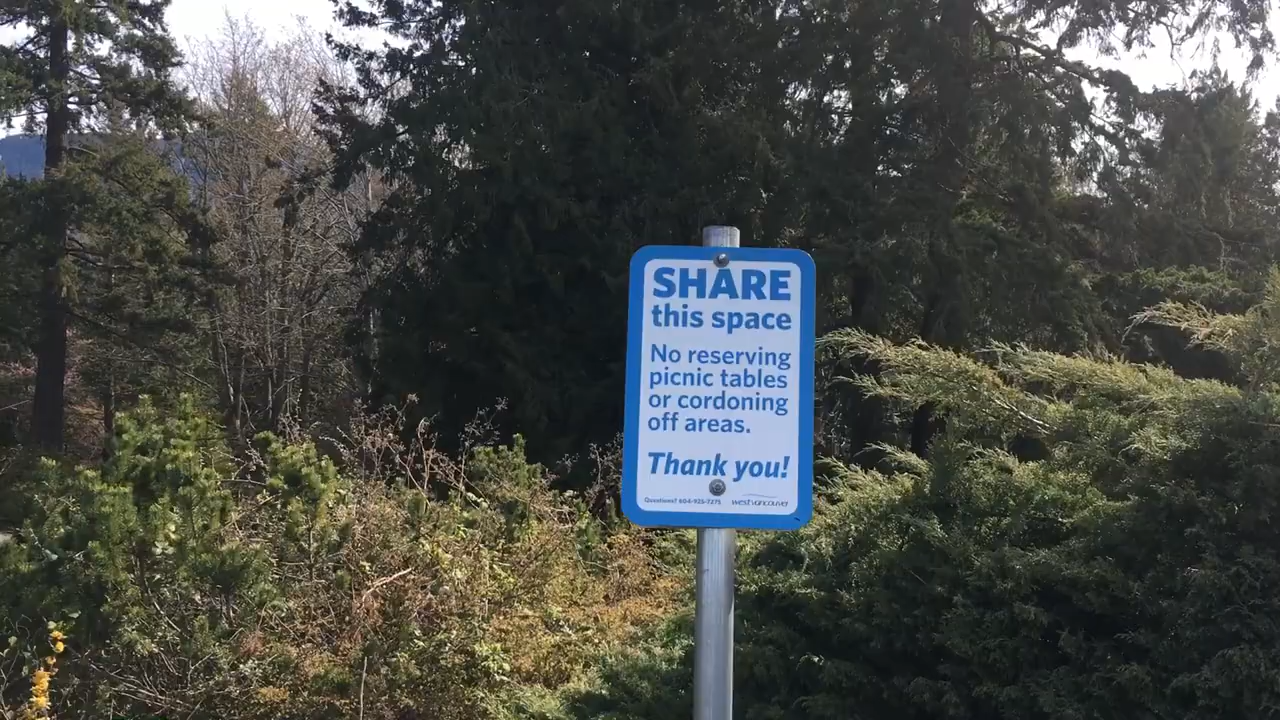 SHARE
this space
No reserving
picnic tables
or cordoning
off areas.
Thank you!
Questions? 604-925-7275 westvancouver